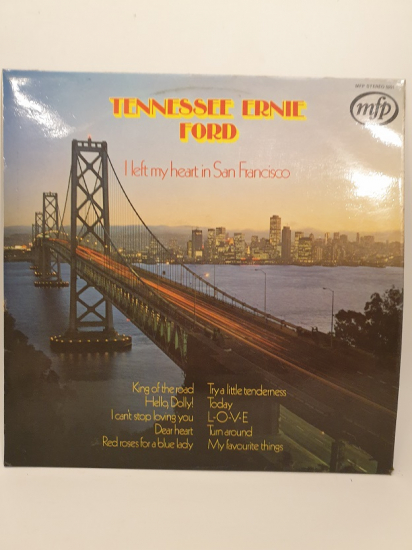 TENNESSEE ERNIE
FORD
mfp
I left my heart in San Francisco
King of the road
Hello, Dolly!
I can't stop loving you
Dear heart
Red roses for a blue lady
Try a little tenderness
Today
L-O-V-E
Turn around
My favourite things